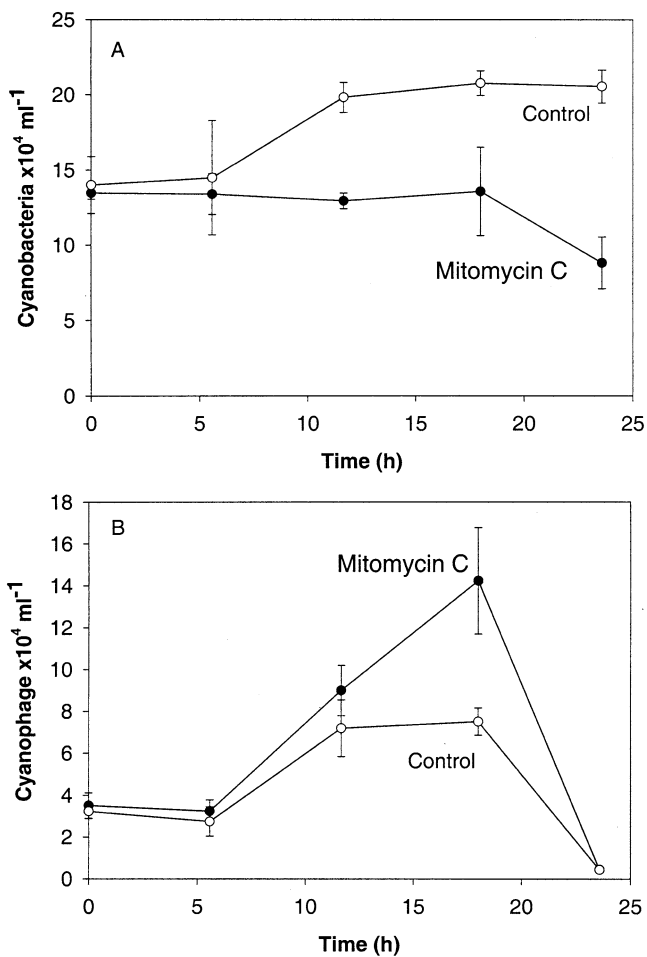 25
A
20
Control
15
10
Mitomycin C
5
0
0 5 10 15 20 25
Time (h)
Cyanobacteria x10⁴ ml⁻¹
18
B
16
Mitomycin C
14
12
10
8
Control
6
4
2
0
0 5 10 15 20 25
Time (h)
Cyanophage x10⁴ ml⁻¹